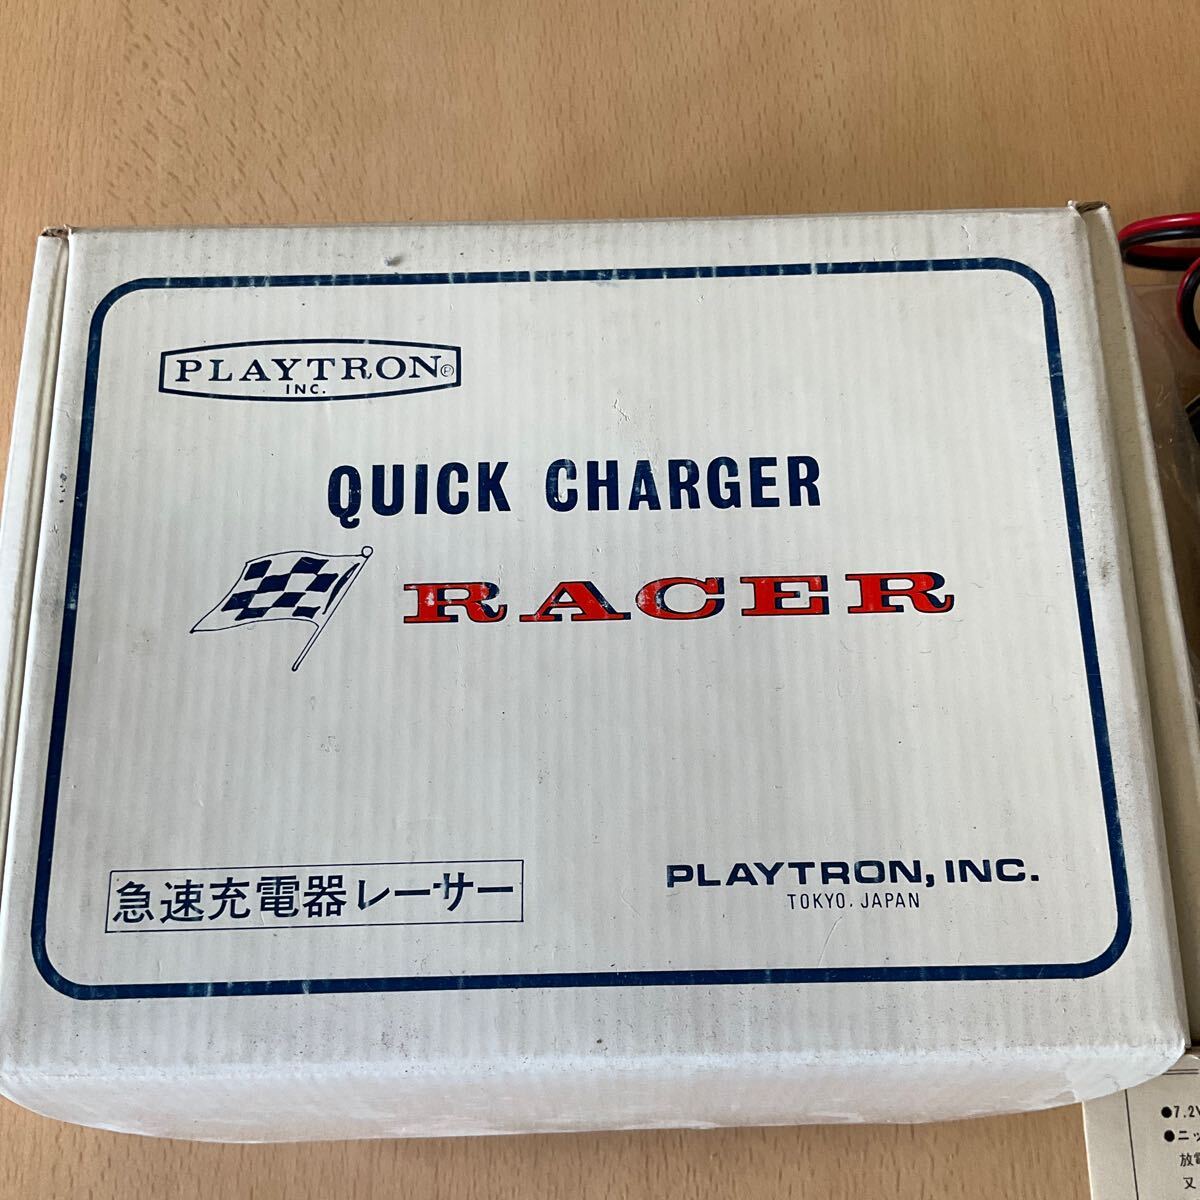 PLAYTRON®
INC.
QUICK CHARGER
RACER
急速充電器レーサー
PLAYTRON, INC.
TOKYO, JAPAN
●7.2V
●ニッ
放電
又